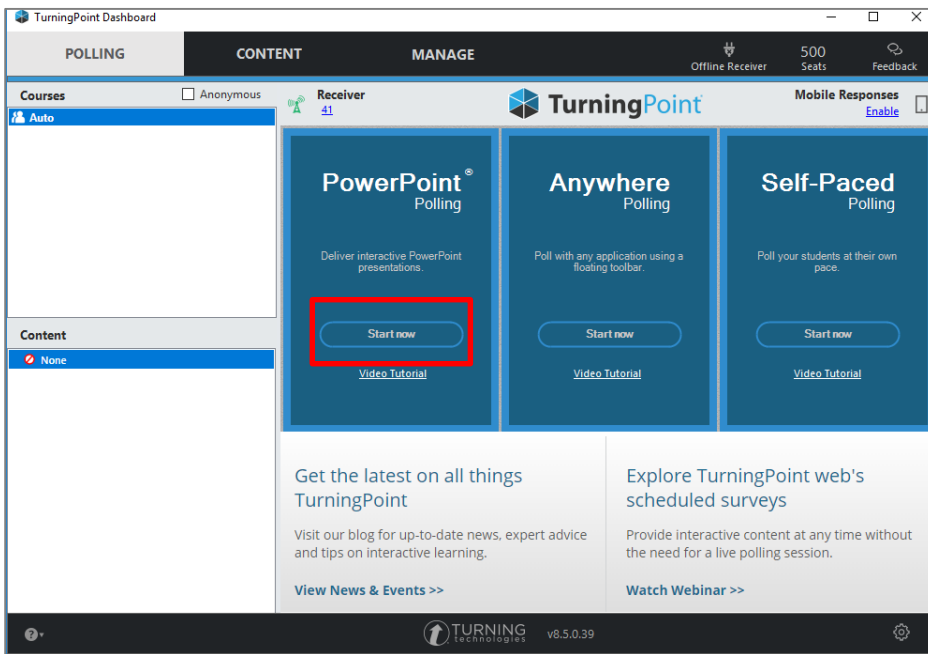 TurningPoint Dashboard
POLLING
CONTENT
MANAGE
Offline Receiver
500
Seats
Feedback
Courses
Anonymous
Auto
Receiver
41
TurningPoint
Mobile Responses
Enable
PowerPoint®
Polling
Deliver interactive PowerPoint
presentations.
Start now
Video Tutorial
Anywhere
Polling
Poll with any application using a
floating toolbar.
Start now
Video Tutorial
Self-Paced
Polling
Poll your students at their own
pace.
Start now
Video Tutorial
Content
None
Get the latest on all things
TurningPoint
Visit our blog for up-to-date news, expert advice
and tips on interactive learning.
View News & Events >>
Explore TurningPoint web's
scheduled surveys
Provide interactive content at any time without
the need for a live polling session.
Watch Webinar >>
TURNING
technologies
v8.5.0.39